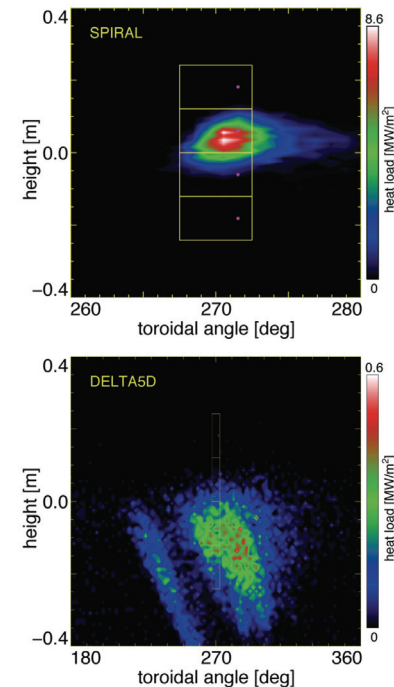 SPIRAL
0.4
0.0
−0.4
height [m]
260
270
280
toroidal angle [deg]
8.6
0
heat load [MW/m²]
DELTA5D
0.4
0.0
−0.4
height [m]
180
270
360
toroidal angle [deg]
0.6
0
heat load [MW/m²]